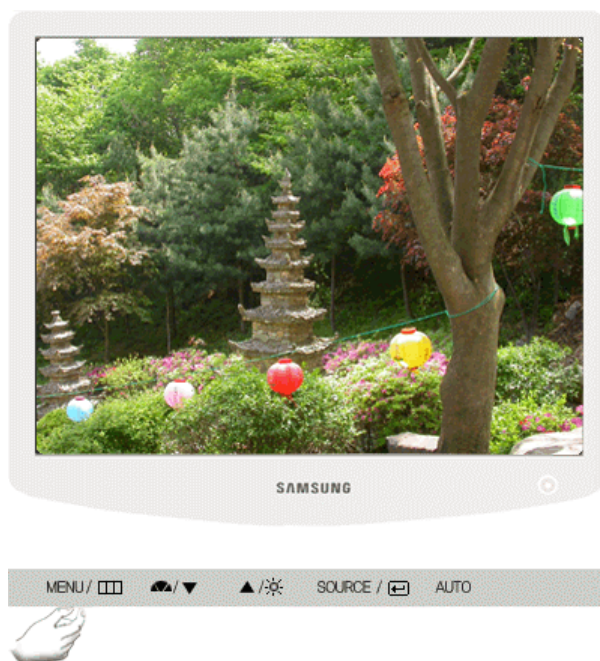 SAMSUNG
MENU / / ▼ ▲ / SOURCE / AUTO